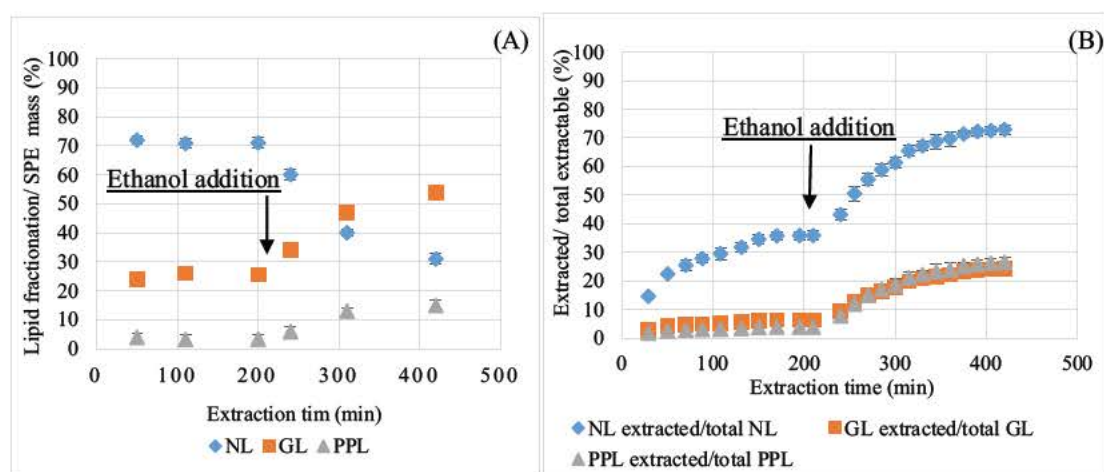 (A)
Lipid fractionation/ SPE mass (%)
100
90
80
70
60
50
40
30
20
10
0
Ethanol addition
0 100 200 300 400 500
Extraction tim (min)
NL GL PPL
(B)
Extracted/ total extractable (%)
100
90
80
70
60
50
40
30
20
10
0
Ethanol addition
0 100 200 300 400 500
Extraction time (min)
NL extracted/total NL GL extracted/total GL
PPL extracted/total PPL